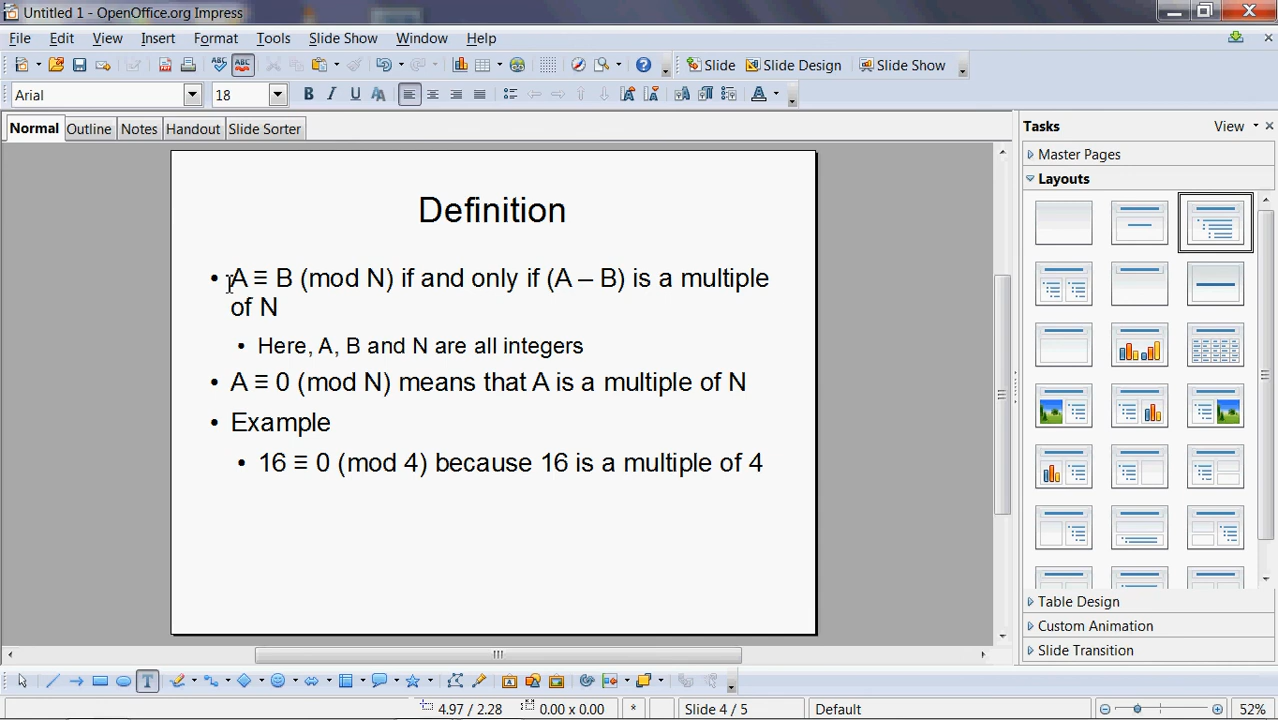 Untitled 1 - OpenOffice.org Impress
File Edit View Insert Format Tools Slide Show Window Help
ABC ABC Slide Slide Design Slide Show
Arial 18 B I U
Normal Outline Notes Handout Slide Sorter
Tasks View
Master Pages
Layouts
Definition
• A ≡ B (mod N) if and only if (A – B) is a multiple
of N
• Here, A, B and N are all integers
• A ≡ 0 (mod N) means that A is a multiple of N
• Example
• 16 ≡ 0 (mod 4) because 16 is a multiple of 4
Table Design
Custom Animation
Slide Transition
4.97 / 2.28 0.00 x 0.00 * Slide 4 / 5 Default 52%